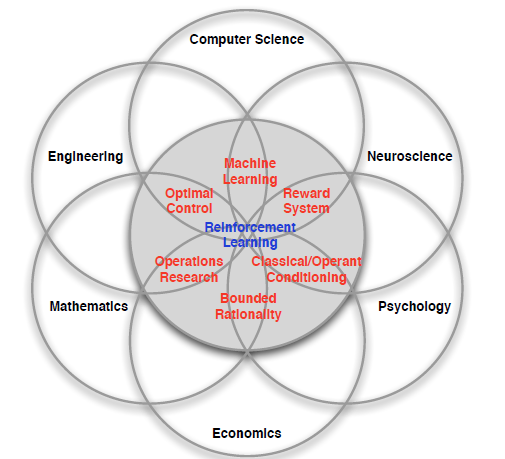 Computer Science
Engineering
Neuroscience
Machine
Learning
Optimal
Control
Reward
System
Reinforcement
Learning
Operations
Research
Classical/Operant
Conditioning
Bounded
Rationality
Mathematics
Psychology
Economics